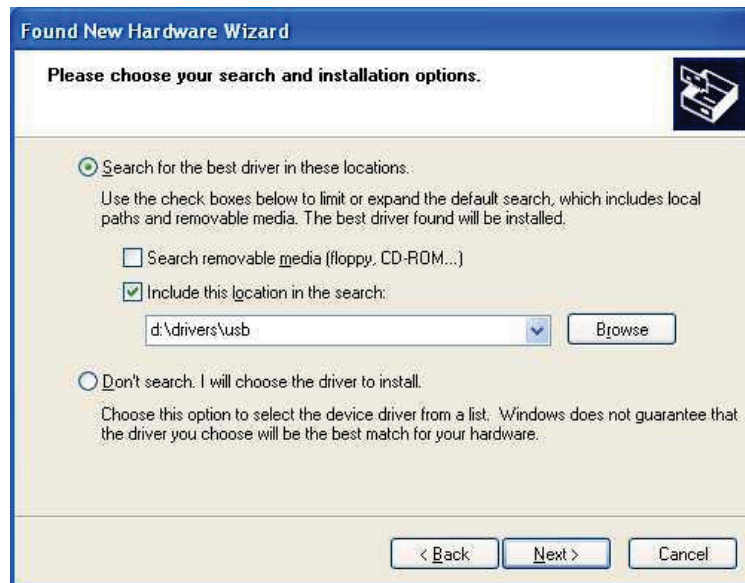 Found New Hardware Wizard
Please choose your search and installation options.
Search for the best driver in these locations.
Use the check boxes below to limit or expand the default search, which includes local
paths and removable media. The best driver found will be installed.
Search removable media (floppy, CD-ROM...)
Include this location in the search:
d:\drivers\usb
Browse
Don't search. I will choose the driver to install.
Choose this option to select the device driver from a list. Windows does not guarantee that
the driver you choose will be the best match for your hardware.
< Back
Next >
Cancel